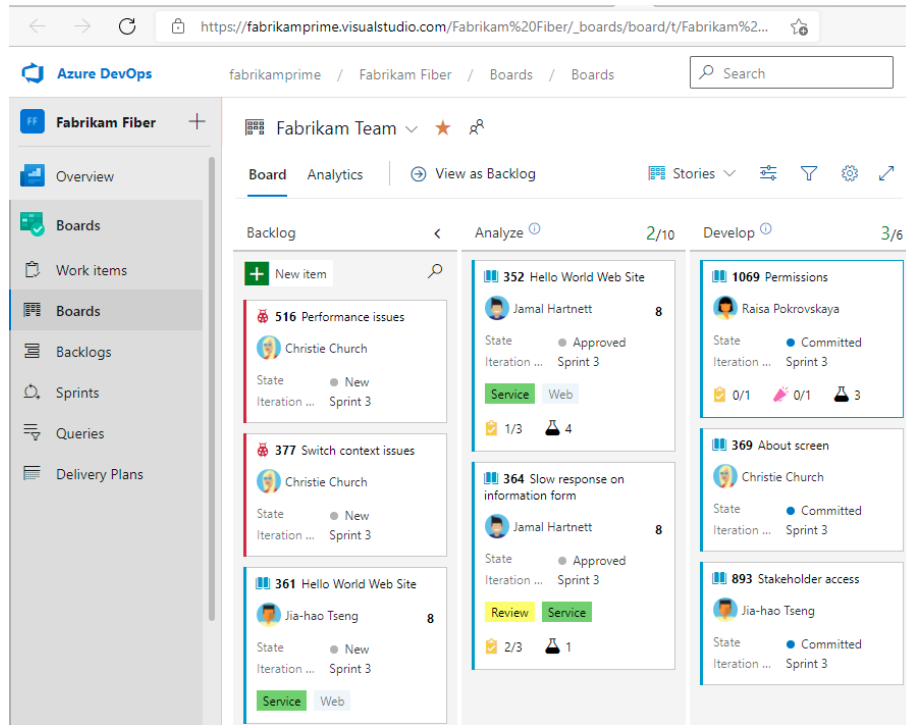 https://fabrikamprime.visualstudio.com/Fabrikam%20Fiber/_boards/board/t/Fabrikam%2...
Azure DevOps
fabrikamprime / Fabrikam Fiber / Boards / Boards
Search
FF Fabrikam Fiber
Overview
Boards
Work items
Boards
Backlogs
Sprints
Queries
Delivery Plans
Fabrikam Team
Board Analytics View as Backlog Stories
Backlog
New item
516 Performance issues
Christie Church
State New
Iteration ... Sprint 3
377 Switch context issues
Christie Church
State New
Iteration ... Sprint 3
361 Hello World Web Site
Jia-hao Tseng 8
State New
Iteration ... Sprint 3
Service Web
Analyze 2/10
352 Hello World Web Site
Jamal Hartnett 8
State Approved
Iteration ... Sprint 3
Service Web
1/3 4
364 Slow response on
information form
Jamal Hartnett 8
State Approved
Iteration ... Sprint 3
Review Service
2/3 1
Develop 3/6
1069 Permissions
Raisa Pokrovskaya
State Committed
Iteration ... Sprint 3
0/1 0/1 3
369 About screen
Christie Church
State Committed
Iteration ... Sprint 3
893 Stakeholder access
Jia-hao Tseng
State Committed
Iteration ... Sprint 3